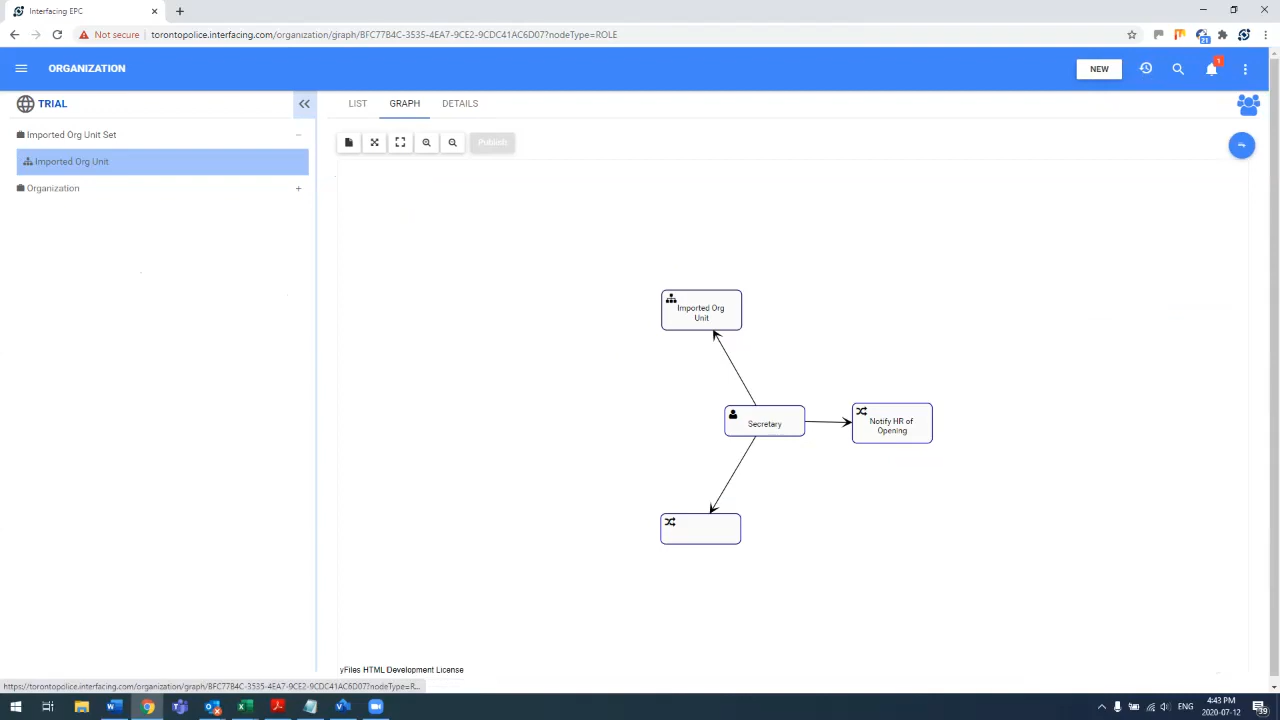 Interfacing EPC
Not secure
torontopolice.interfacing.com/organization/graph/BFC77B4C-3535-4EA7-9CE2-9CDC41AC6D07?nodeType=ROLE
21
ORGANIZATION
NEW
1
TRIAL
LIST
GRAPH
DETAILS
Imported Org Unit Set
Imported Org Unit
Organization
Publish
Imported Org
Unit
Secretary
Notify HR of
Opening
yFiles HTML Development License
https://torontopolice.interfacing.com/organization/graph/BFC77B4C-3535-4EA7-9CE2-9CDC41AC6D07?nodeType=R...
ENG
4:43 PM
2020-07-12
39